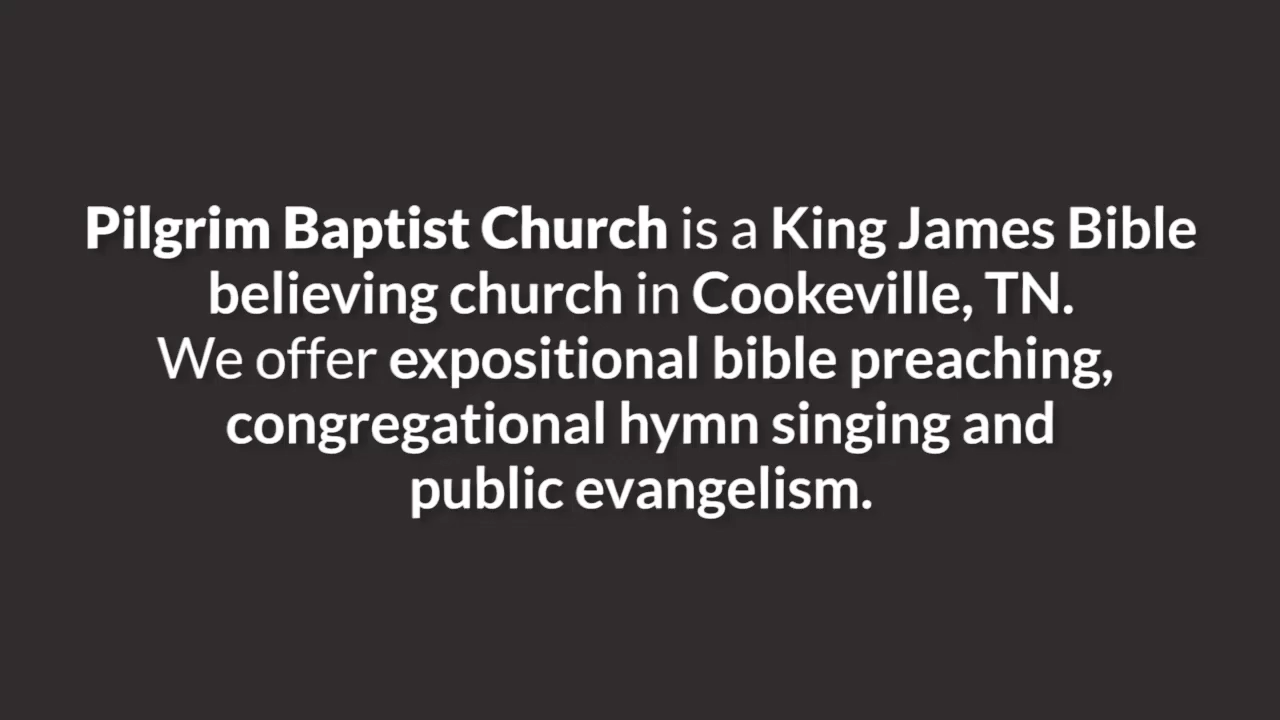 Pilgrim Baptist Church is a King James Bible
believing church in Cookeville, TN.
We offer expositional bible preaching,
congregational hymn singing and
public evangelism.